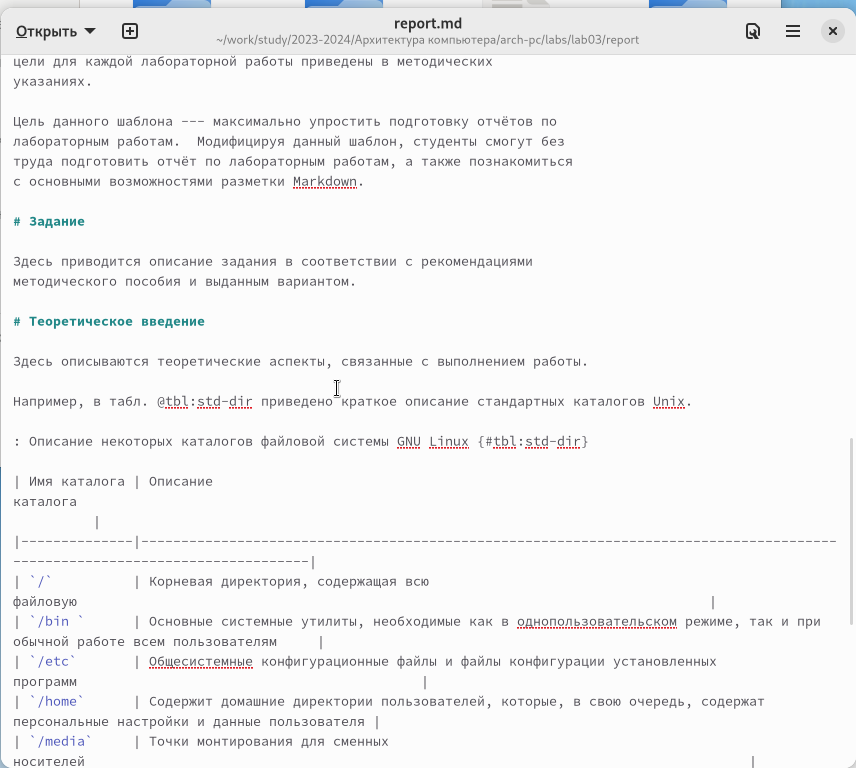 Открыть
report.md
~/work/study/2023-2024/Архитектура компьютера/arch-pc/labs/lab03/report
цели для каждой лабораторной работы приведены в методических
указаниях.
Цель данного шаблона --- максимально упростить подготовку отчётов по
лабораторным работам.  Модифицируя данный шаблон, студенты смогут без
труда подготовить отчёт по лабораторным работам, а также познакомиться
с основными возможностями разметки Markdown.
# Задание
Здесь приводится описание задания в соответствии с рекомендациями
методического пособия и выданным вариантом.
# Теоретическое введение
Здесь описываются теоретические аспекты, связанные с выполнением работы.
Например, в табл. @tbl:std-dir приведено краткое описание стандартных каталогов Unix.
: Описание некоторых каталогов файловой системы GNU Linux {#tbl:std-dir}
| Имя каталога | Описание
каталога
|
|--------------|---------------------------------------------------------------------------------------
-------------------------------------|
| `/`          | Корневая директория, содержащая всю
файловую |
| `/bin `      | Основные системные утилиты, необходимые как в однопользовательском режиме, так и при
обычной работе всем пользователям     |
| `/etc`       | Общесистемные конфигурационные файлы и файлы конфигурации установленных
программ |
| `/home`      | Содержит домашние директории пользователей, которые, в свою очередь, содержат
персональные настройки и данные пользователя |
| `/media`     | Точки монтирования для сменных
носителей |